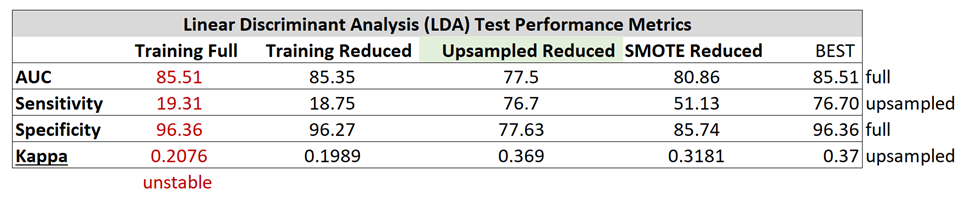 Linear Discriminant Analysis (LDA) Test Performance Metrics
Training Full Training Reduced Upsampled Reduced SMOTE Reduced BEST
AUC 85.51 85.35 77.5 80.86 85.51 full
Sensitivity 19.31 18.75 76.7 51.13 76.70 upsampled
Specificity 96.36 96.27 77.63 85.74 96.36 full
Kappa 0.2076 0.1989 0.369 0.3181 0.37 upsampled
unstable